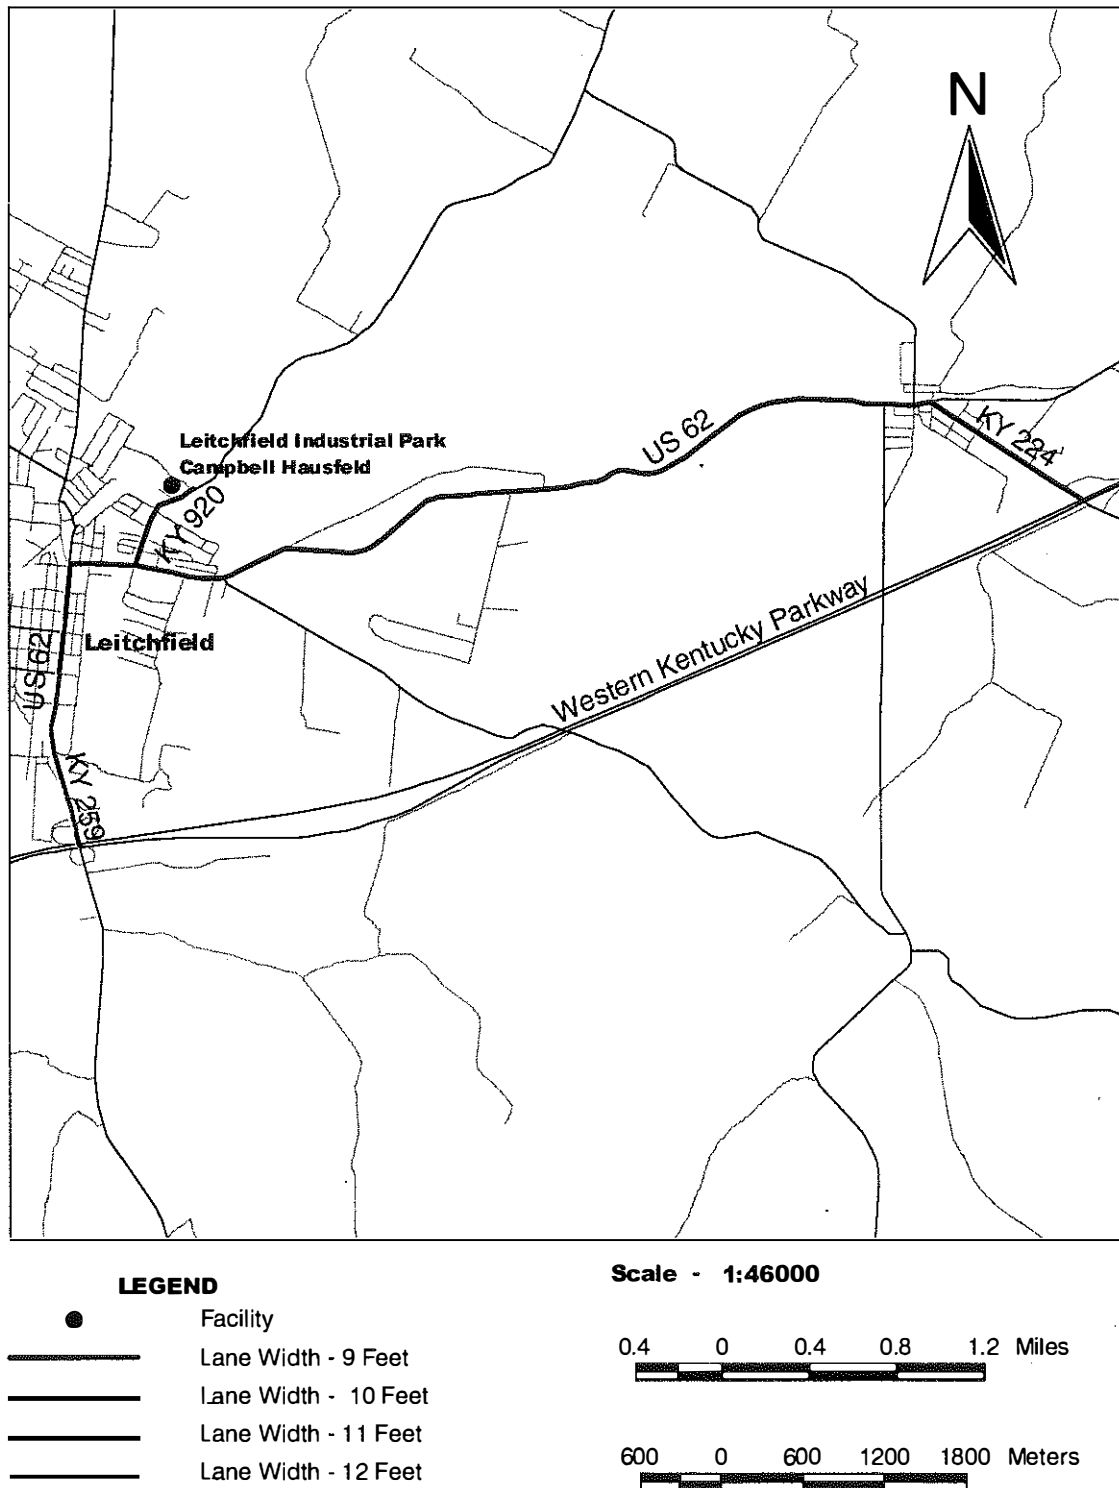 N
Leitchfield Industrial Park
Campbell Hausfeld
KY 920
US 62
KY 224
Western Kentucky Parkway
Leitchfield
US 62
KY 259
LEGEND
Facility
Lane Width - 9 Feet
Lane Width - 10 Feet
Lane Width - 11 Feet
Lane Width - 12 Feet
Scale - 1:46000
0.4 0 0.4 0.8 1.2 Miles
600 0 600 1200 1800 Meters